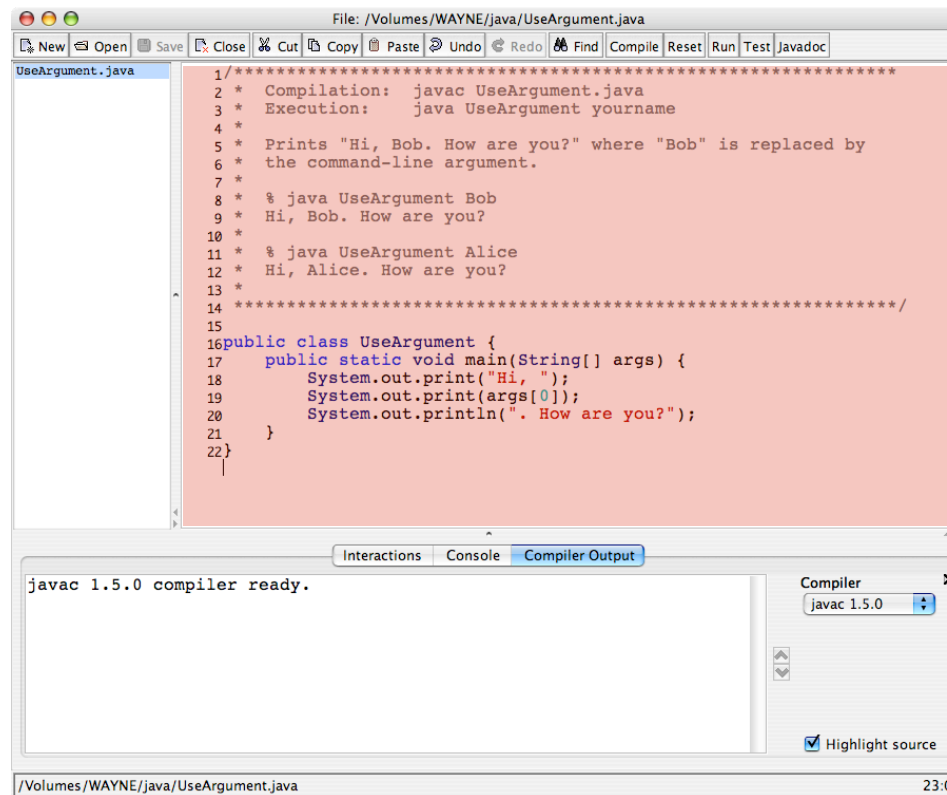 File: /Volumes/WAYNE/java/UseArgument.java
New Open Save Close Cut Copy Paste Undo Redo Find Compile Reset Run Test Javadoc
UseArgument.java
1/***************************************************************
2 *  Compilation:  javac UseArgument.java
3 *  Execution:    java UseArgument yourname
4 *
5 *  Prints "Hi, Bob. How are you?" where "Bob" is replaced by
6 *  the command-line argument.
7 *
8 *  % java UseArgument Bob
9 *  Hi, Bob. How are you?
10 *
11 *  % java UseArgument Alice
12 *  Hi, Alice. How are you?
13 *
14 ***************************************************************/
15
16public class UseArgument {
17    public static void main(String[] args) {
18        System.out.print("Hi, ");
19        System.out.print(args[0]);
20        System.out.println(". How are you?");
21    }
22}
Interactions Console Compiler Output
javac 1.5.0 compiler ready.
Compiler
javac 1.5.0
Highlight source
/Volumes/WAYNE/java/UseArgument.java